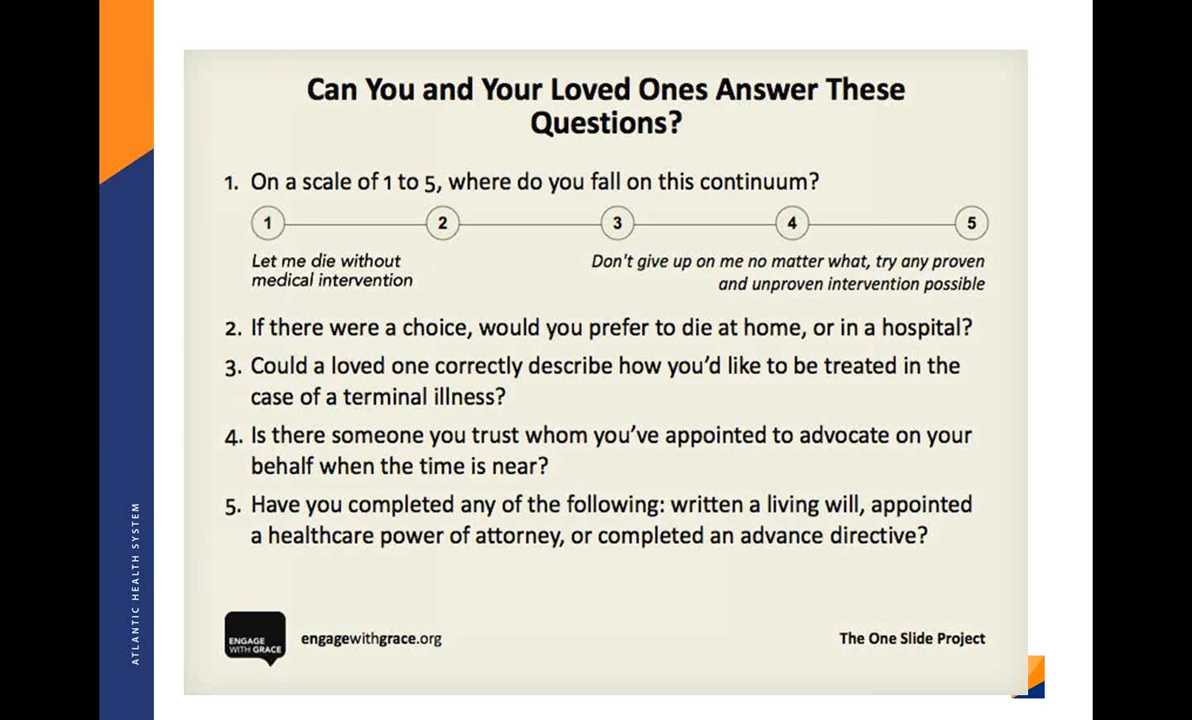 Can You and Your Loved Ones Answer These
Questions?
1. On a scale of 1 to 5, where do you fall on this continuum?
1 2 3 4 5
Let me die without
medical intervention
Don't give up on me no matter what, try any proven
and unproven intervention possible
2. If there were a choice, would you prefer to die at home, or in a hospital?
3. Could a loved one correctly describe how you’d like to be treated in the
case of a terminal illness?
4. Is there someone you trust whom you’ve appointed to advocate on your
behalf when the time is near?
5. Have you completed any of the following: written a living will, appointed
a healthcare power of attorney, or completed an advance directive?
ENGAGE
WITH GRACE
engagewithgrace.org
The One Slide Project
ATLANTIC HEALTH SYSTEM